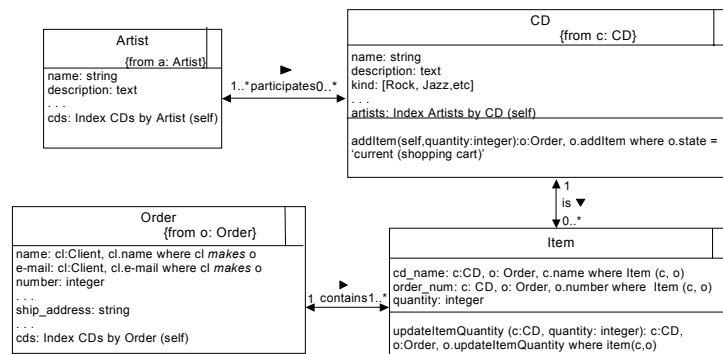 Artist
{from a: Artist}
name: string
description: text
. . .
cds: Index CDs by Artist (self)
1..*participates0..*
CD
{from c: CD}
name: string
description: text
kind: [Rock, Jazz,etc]
. . .
artists: Index Artists by CD (self)
addItem(self,quantity:integer):o:Order, o.addItem where o.state =
‘current (shopping cart)’
1
is
0..*
Order
{from o: Order}
name: cl:Client, cl.name where cl makes o
e-mail: cl:Client, cl.e-mail where cl makes o
number: integer
. . .
ship_address: string
. . .
cds: Index CDs by Order (self)
1 contains1..*
Item
cd_name: c:CD, o: Order, c.name where Item (c, o)
order_num: c: CD, o: Order, o.number where Item (c, o)
quantity: integer
updateItemQuantity (c:CD, quantity: integer): c:CD,
o:Order, o.updateItemQuantity where item(c,o)